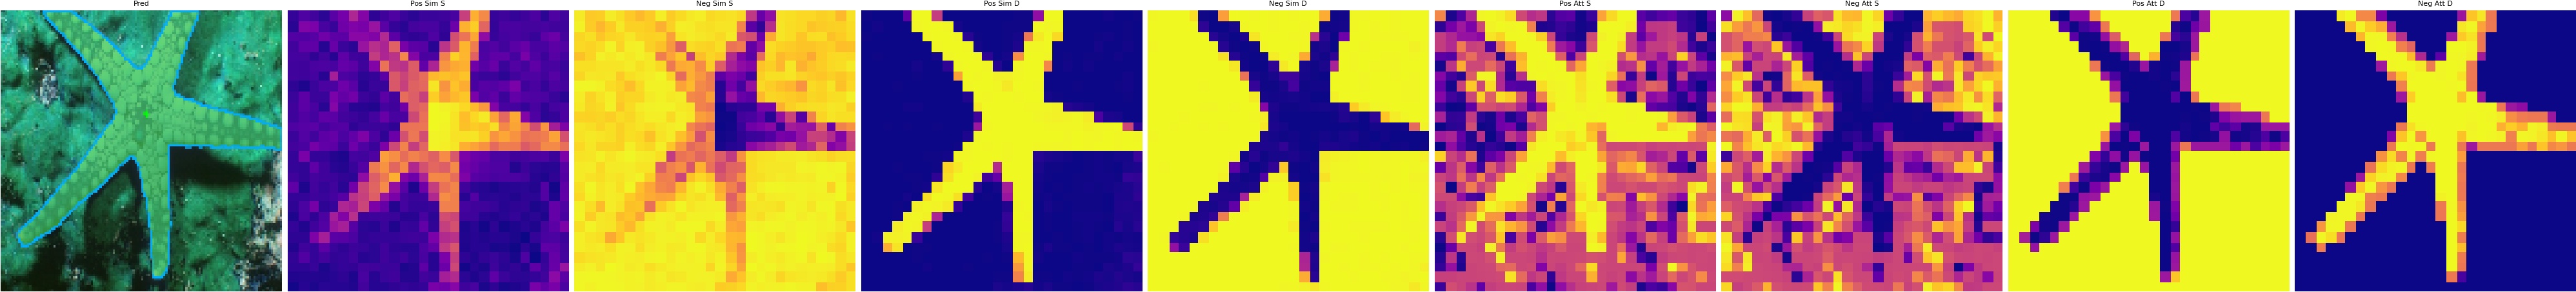 Pred
Pos Sim S
Neg Sim S
Pos Sim D
Neg Sim D
Pos Att S
Neg Att S
Pos Att D
Neg Att D